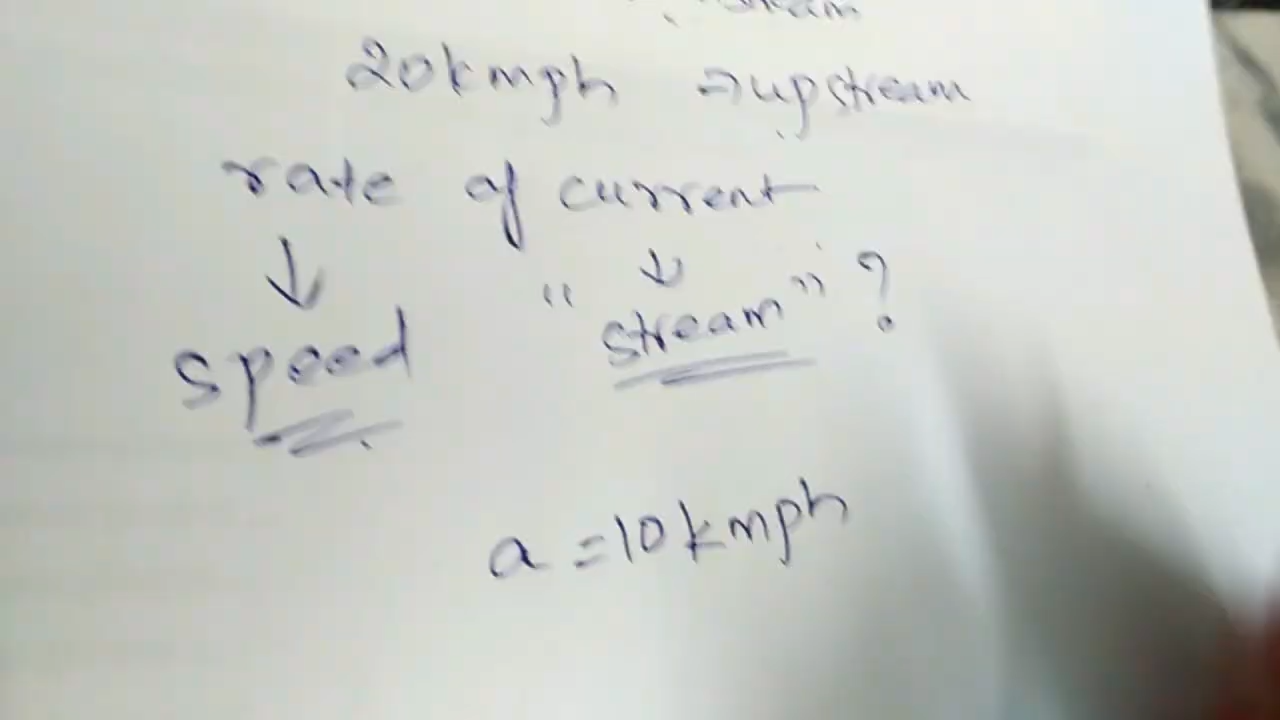 20kmph ⇒ upstream
rate of current
↓ ↓
speed "stream" ?
a = 10kmph